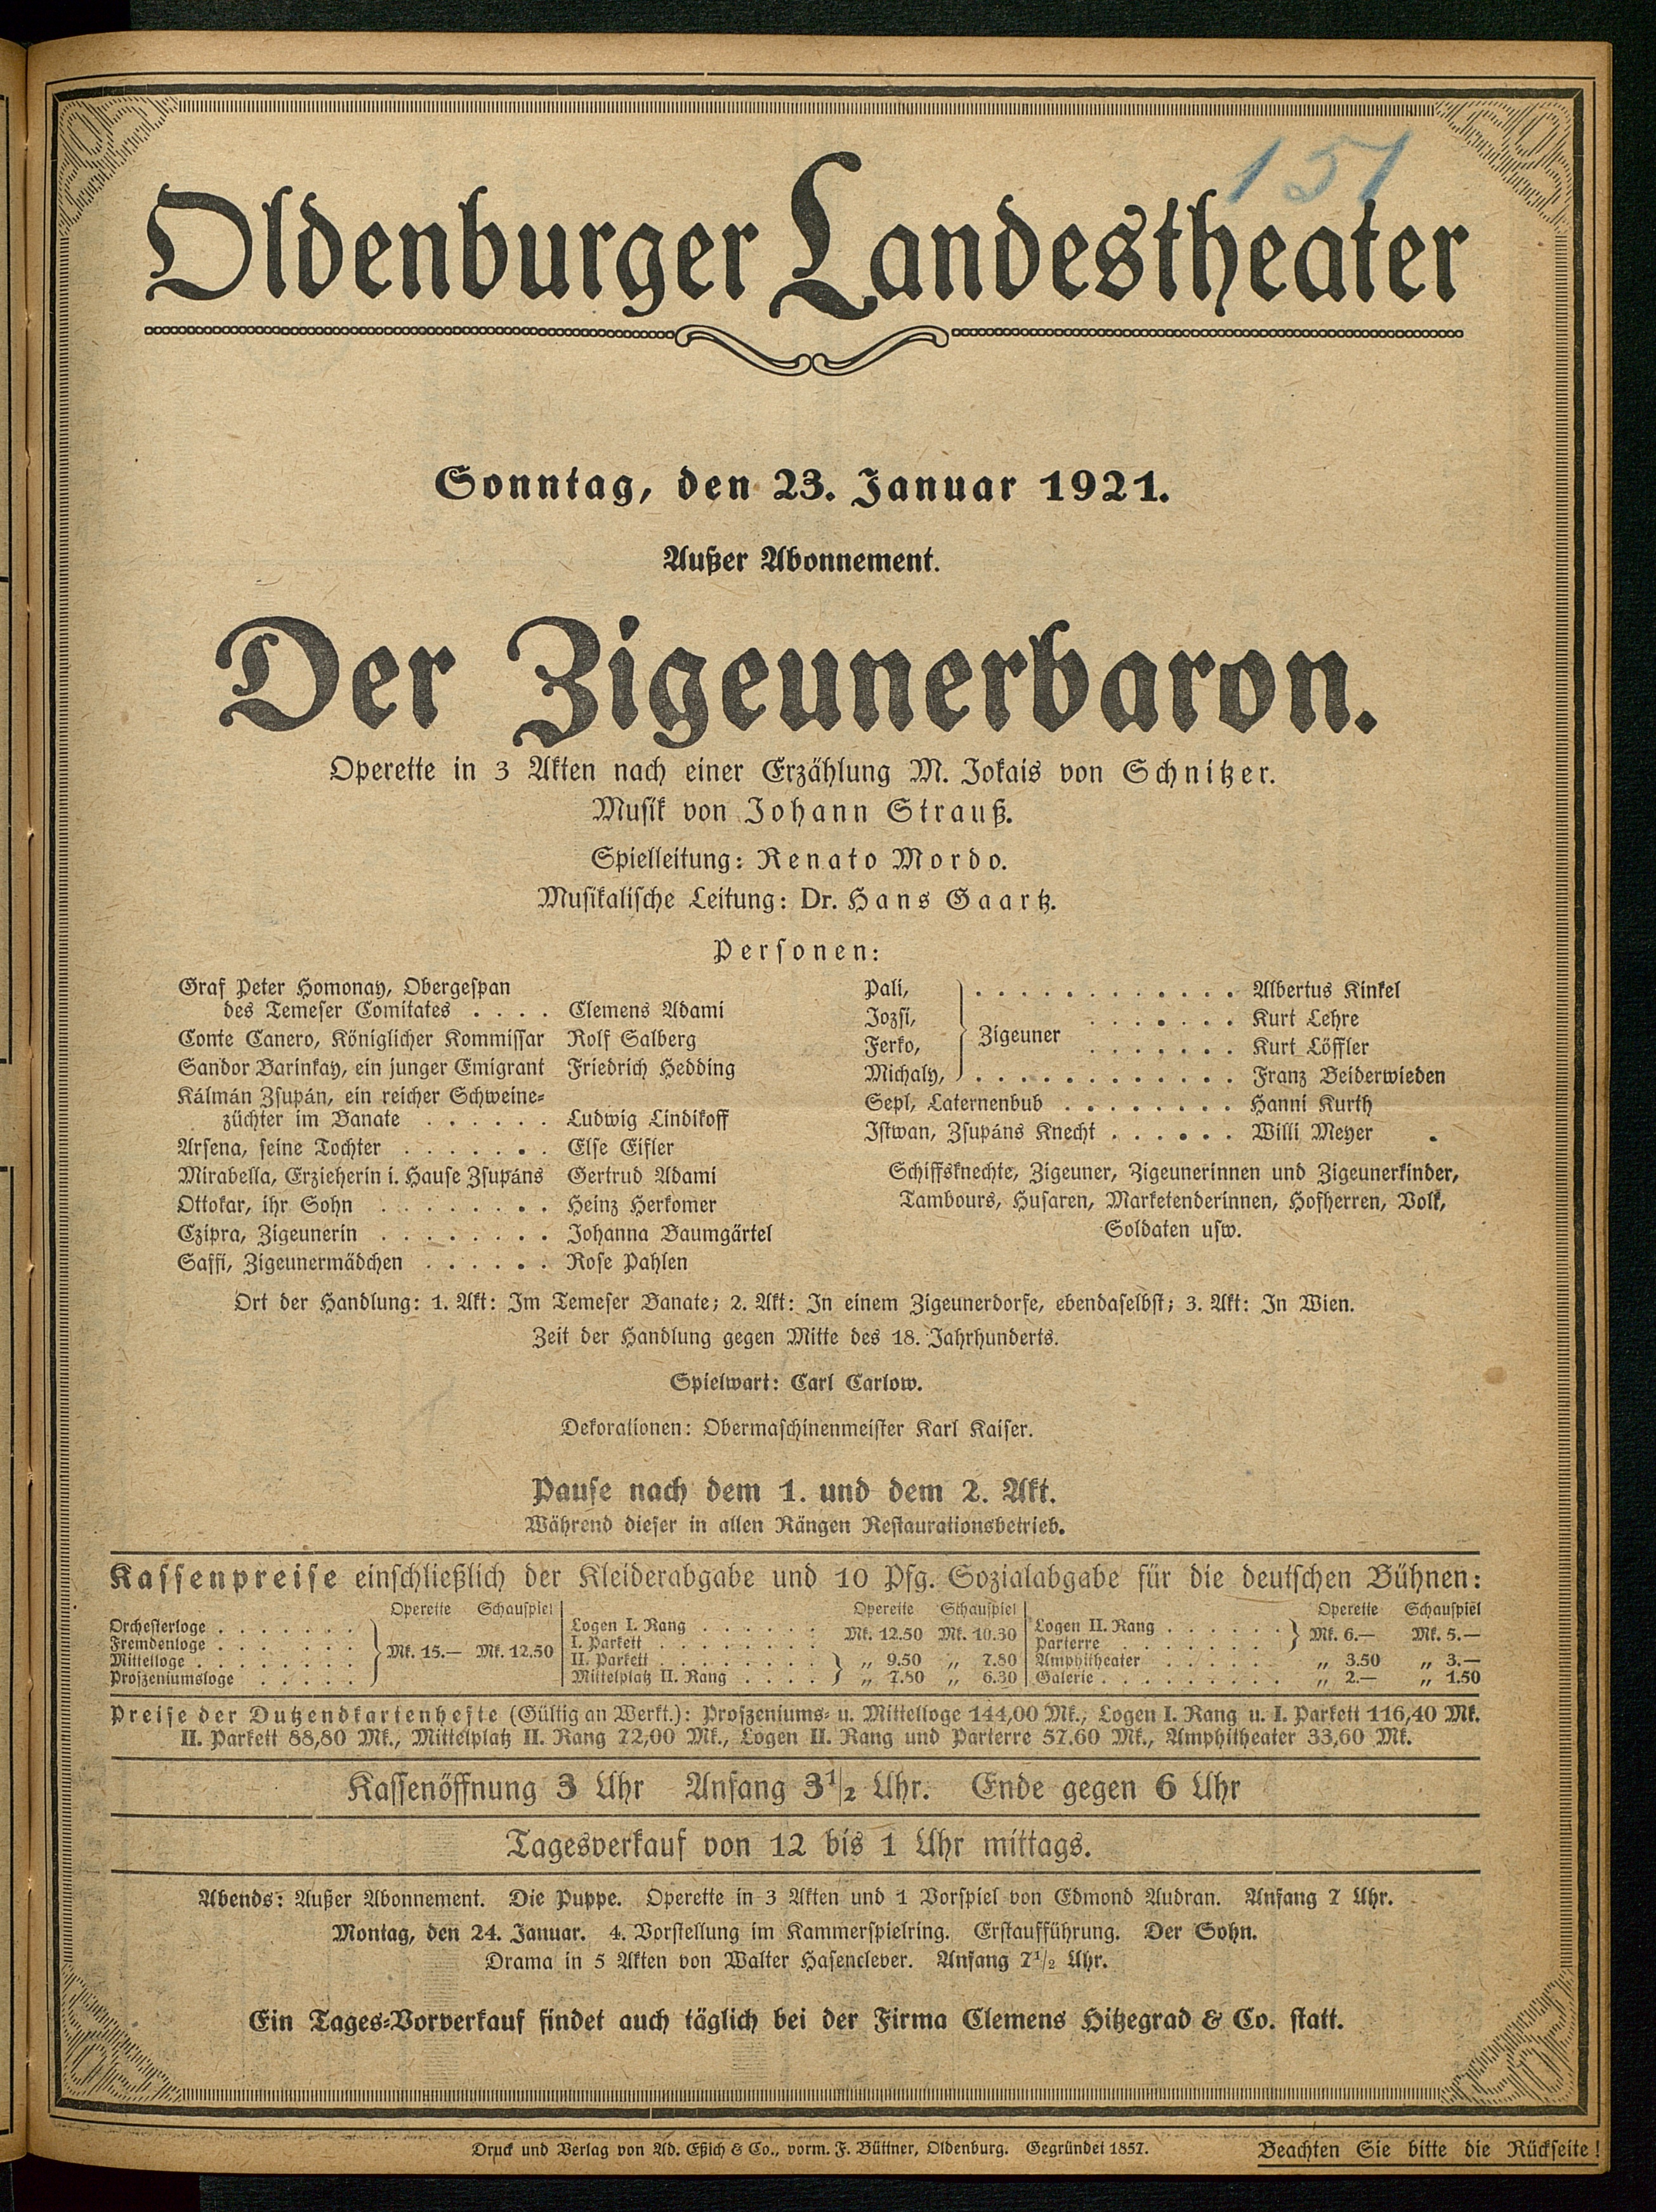 151
Oldenburger Landestheater
Sonntag, den 23. Januar 1921.
Außer Abonnement.
Der Zigeunerbaron.
Operette in 3 Akten nach einer Erzählung M. Jokais von Schnitzer.
Musik von Johann Strauß.
Spielleitung: Renato Mordo.
Musikalische Leitung: Dr. Hans Gaartz.
Personen:
Graf Peter Homonay, Obergespan
des Temeser Comitates . . . . Clemens Adami
Conte Canero, Königlicher Kommissar Rolf Salberg
Sandor Barinkay, ein junger Emigrant Friedrich Hedding
Kálmán Zsupán, ein reicher Schweine-
züchter im Banate . . . . . . Ludwig Lindikoff
Arsena, seine Tochter . . . . . . . Else Eifler
Mirabella, Erzieherin i. Hause Zsupáns Gertrud Adami
Ottokar, ihr Sohn . . . . . . . . Heinz Herkomer
Czipra, Zigeunerin . . . . . . . . Johanna Baumgärtel
Saffi, Zigeunermädchen . . . . . . Rose Pahlen
Pali, . . . . . . . . . . . . Albertus Kinkel
Jozsi, . . . . . . . Kurt Lehre
Zigeuner
Ferko, . . . . . . . Kurt Löffler
Michaly, . . . . . . . . . . . . Franz Beiderwieden
Sepl, Laternenbub . . . . . . . . Hanni Kurth
Istwan, Zsupáns Knecht . . . . . . Willi Meyer
Schiffsknechte, Zigeuner, Zigeunerinnen und Zigeunerkinder,
Tambours, Husaren, Marketenderinnen, Hofherren, Volk,
Soldaten usw.
Ort der Handlung: 1. Akt: Im Temeser Banate; 2. Akt: In einem Zigeunerdorfe, ebendaselbst; 3. Akt: In Wien.
Zeit der Handlung gegen Mitte des 18. Jahrhunderts.
Spielwart: Carl Carlow.
Dekorationen: Obermaschinenmeister Karl Kaiser.
Pause nach dem 1. und dem 2. Akt.
Während dieser in allen Rängen Restaurationsbetrieb.
Kassenpreise einschließlich der Kleiderabgabe und 10 Pfg. Sozialabgabe für die deutschen Bühnen:
Operette Schauspiel
Orchesterloge . . . . . . .
Fremdenloge . . . . . . .
Mittelloge . . . . . . . .
Proszeniumsloge . . . . .
Mk. 15.— Mk. 12.50
Operette Schauspiel
Logen I. Rang . . . . . .
I. Parkett . . . . . . . .
Mk. 12.50 Mk. 10.30
II. Parkett . . . . . . . . „ 9.50 „ 7.80
Mittelplatz II. Rang . . . . „ 7.80 „ 6.30
Operette Schauspiel
Logen II. Rang . . . . . .
Parterre . . . . . . . .
Mk. 6.— Mk. 5.—
Amphitheater . . . . . „ 3.50 „ 3.—
Galerie . . . . . . . . . „ 2.— „ 1.50
Preise der Dutzendkartenhefte (Gültig an Werkt.): Proszeniums- u. Mittelloge 144,00 Mk., Logen I. Rang u. I. Parkett 116,40 Mk.
II. Parkett 88,80 Mk., Mittelplatz II. Rang 72,00 Mk., Logen II. Rang und Parterre 57.60 Mk., Amphitheater 33,60 Mk.
Kassenöffnung 3 Uhr Anfang 3 1/2 Uhr. Ende gegen 6 Uhr
Tagesverkauf von 12 bis 1 Uhr mittags.
Abends: Außer Abonnement. Die Puppe. Operette in 3 Akten und 1 Vorspiel von Edmond Audran. Anfang 7 Uhr.
Montag, den 24. Januar. 4. Vorstellung im Kammerspielring. Erstaufführung. Der Sohn.
Drama in 5 Akten von Walter Hasenclever. Anfang 7 1/2 Uhr.
Ein Tages-Vorverkauf findet auch täglich bei der Firma Clemens Hitzegrad & Co. statt.
Druck und Verlag von Ad. Eßich & Co., vorm. F. Büttner, Oldenburg. Gegründet 1857.
Beachten Sie bitte die Rückseite!